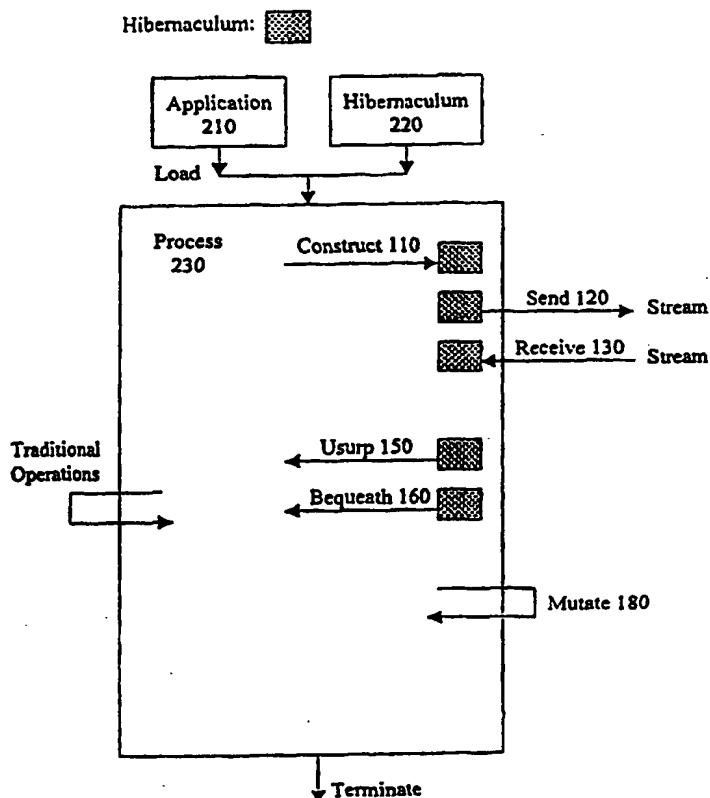 Hibernaculum:
Application
210
Hibernaculum
220
Load
Process
230
Construct 110
Send 120
Stream
Receive 130
Stream
Traditional
Operations
Usurp 150
Bequeath 160
Mutate 180
Terminate